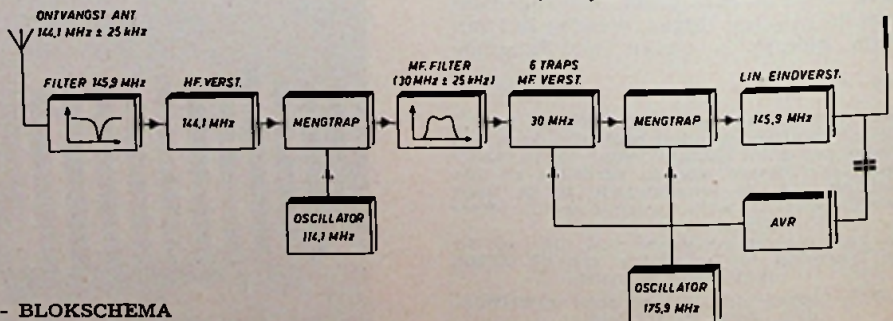 ONTVANGST ANT
144,1 MHz ± 25 kHz
FILTER 145,9 MHz
HF. VERST.
144,1 MHz
MENGTRAP
OSCILLATOR
114,1 MHz
MF. FILTER
(30 MHz ± 25 kHz)
6 TRAPS
MF. VERST.
30 MHz
MENGTRAP
LIN. EINDVERST.
145,9 MHz
AVR
OSCILLATOR
175,9 MHz
- BLOKSCHEMA